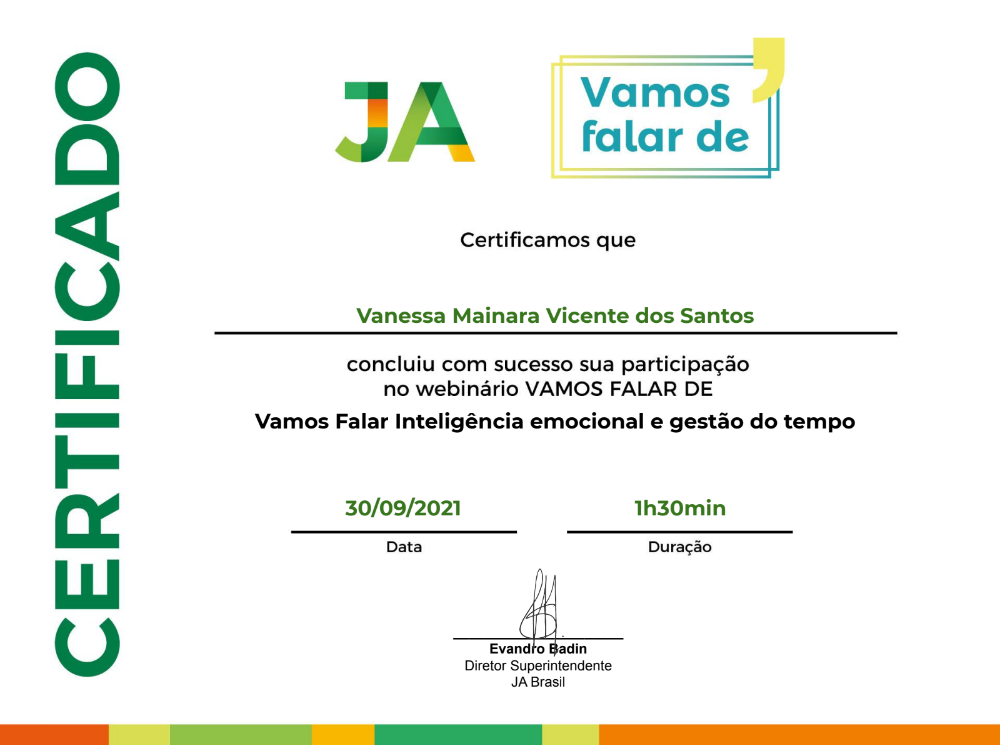 CERTIFICADO
JA
Vamos
falar de
Certificamos que
Vanessa Mainara Vicente dos Santos
concluiu com sucesso sua participação
no webinário VAMOS FALAR DE
Vamos Falar Inteligência emocional e gestão do tempo
30/09/2021 1h30min
Data Duração
Evandro Badin
Diretor Superintendente
JA Brasil